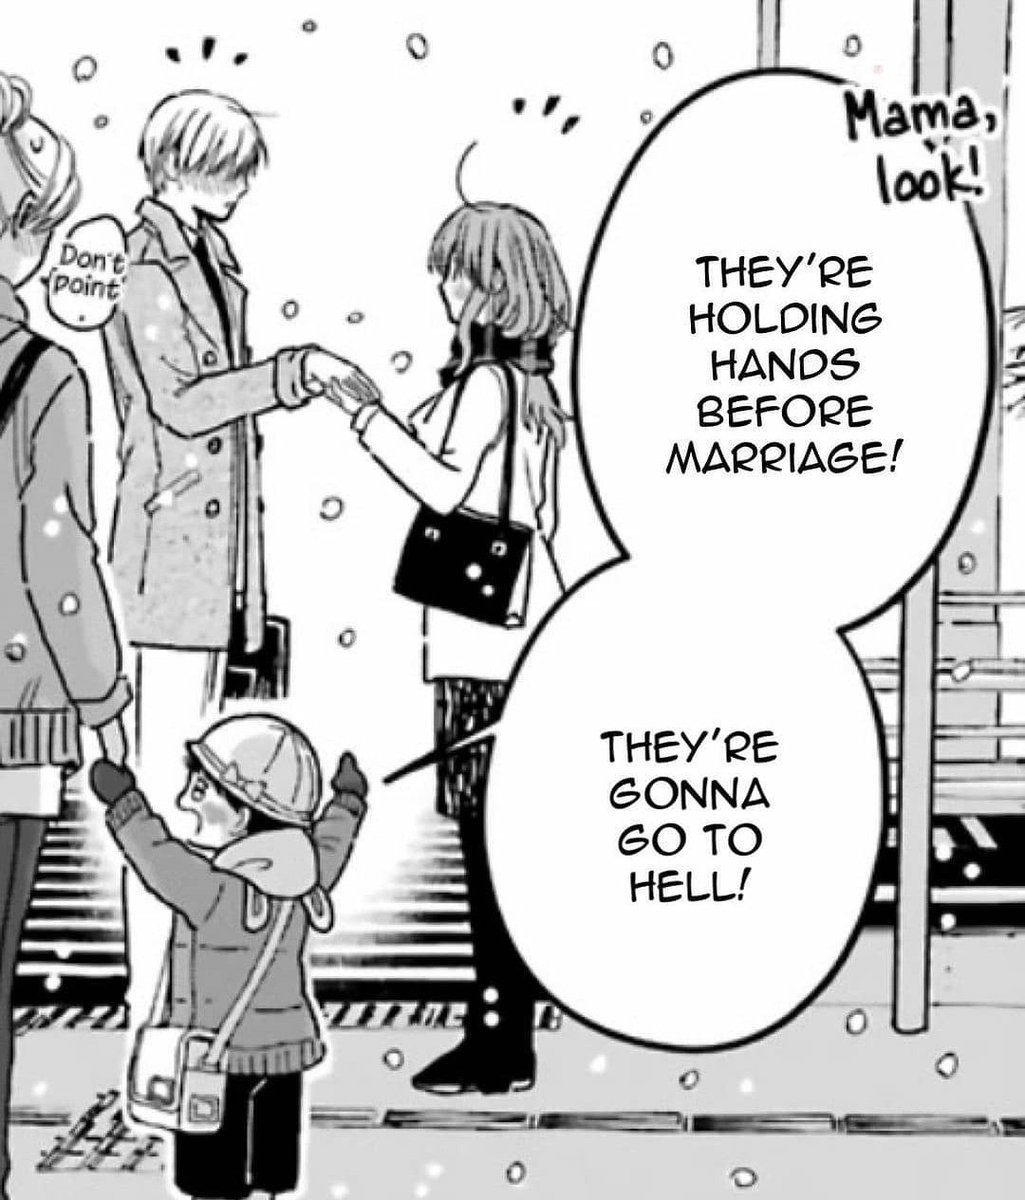 Mama,
look!
THEY'RE
HOLDING
HANDS
BEFORE
MARRIAGE!
Don't
point
THEY'RE
GONNA
GO TO
HELL!